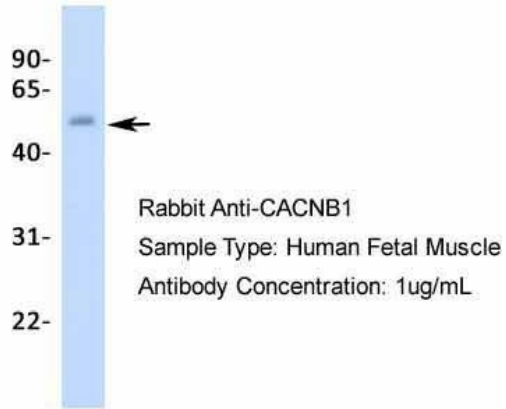 90-
65-
40-
Rabbit Anti-CACNB1
31-
Sample Type: Human Fetal Muscle
Antibody Concentration: 1ug/mL
22-